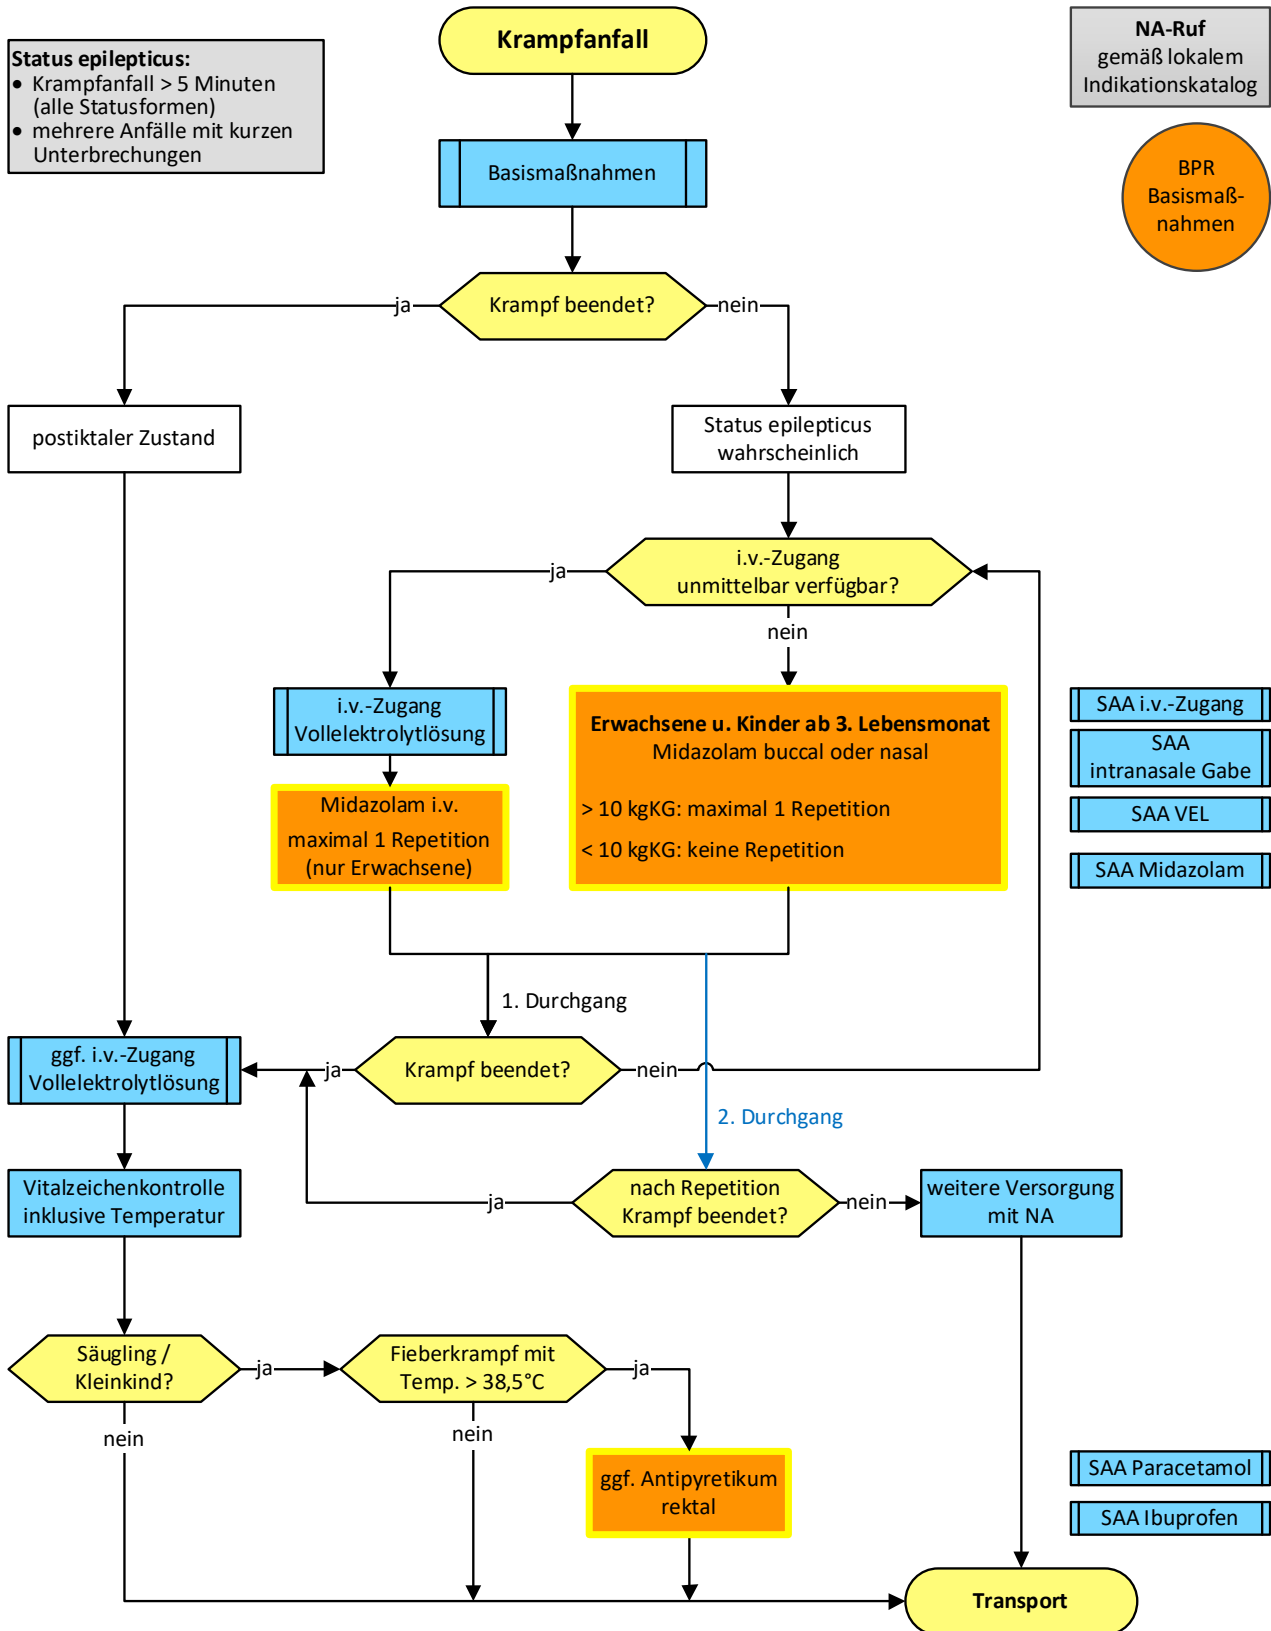 Krampfanfall
Status epilepticus:
• Krampfanfall > 5 Minuten
(alle Statusformen)
• mehrere Anfälle mit kurzen
Unterbrechungen
NA-Ruf
gemäß lokalem
Indikationskatalog
BPR
Basismaß-
nahmen
Basismaßnahmen
Krampf beendet?
ja
nein
postiktaler Zustand
Status epilepticus
wahrscheinlich
i.v.-Zugang
unmittelbar verfügbar?
ja
nein
i.v.-Zugang
Vollelektrolytlösung
Midazolam i.v.
maximal 1 Repetition
(nur Erwachsene)
Erwachsene u. Kinder ab 3. Lebensmonat
Midazolam buccal oder nasal
> 10 kgKG: maximal 1 Repetition
< 10 kgKG: keine Repetition
SAA i.v.-Zugang
SAA
intranasale Gabe
SAA VEL
SAA Midazolam
1. Durchgang
ggf. i.v.-Zugang
Vollelektrolytlösung
ja
Krampf beendet?
nein
2. Durchgang
Vitalzeichenkontrolle
inklusive Temperatur
ja
nach Repetition
Krampf beendet?
nein
weitere Versorgung
mit NA
Säugling /
Kleinkind?
ja
Fieberkrampf mit
Temp. > 38,5°C
ja
nein
nein
ggf. Antipyretikum
rektal
SAA Paracetamol
SAA Ibuprofen
Transport